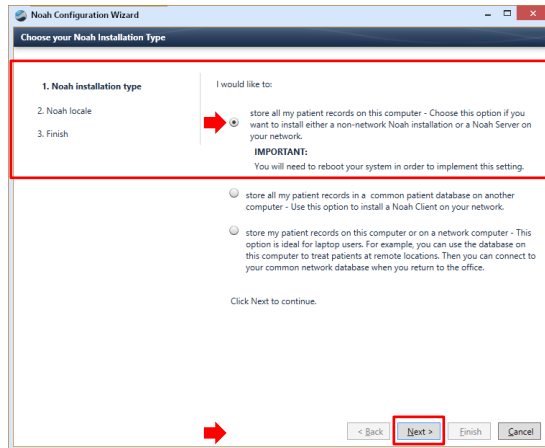 Noah Configuration Wizard
Choose your Noah Installation Type
1. Noah installation type
2. Noah locale
3. Finish
I would like to:
store all my patient records on this computer - Choose this option if you
want to install either a non-network Noah installation or a Noah Server on
your network.
IMPORTANT:
You will need to reboot your system in order to implement this setting.
store all my patient records in a common patient database on another
computer - Use this option to install a Noah Client on your network.
store my patient records on this computer or on a network computer - This
option is ideal for laptop users. For example, you can use the database on
this computer to treat patients at remote locations. Then you can connect to
your common network database when you return to the office.
Click Next to continue.
< Back Next > Finish Cancel